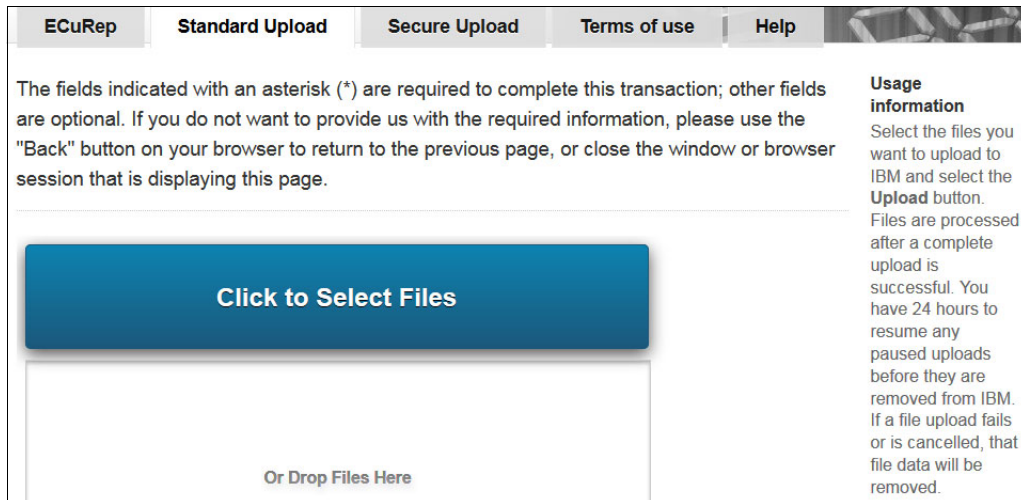 ECuRep Standard Upload Secure Upload Terms of use Help
The fields indicated with an asterisk (*) are required to complete this transaction; other fields
are optional. If you do not want to provide us with the required information, please use the
"Back" button on your browser to return to the previous page, or close the window or browser
session that is displaying this page.
Click to Select Files
Or Drop Files Here
Usage
information
Select the files you
want to upload to
IBM and select the
Upload button.
Files are processed
after a complete
upload is
successful. You
have 24 hours to
resume any
paused uploads
before they are
removed from IBM.
If a file upload fails
or is cancelled, that
file data will be
removed.